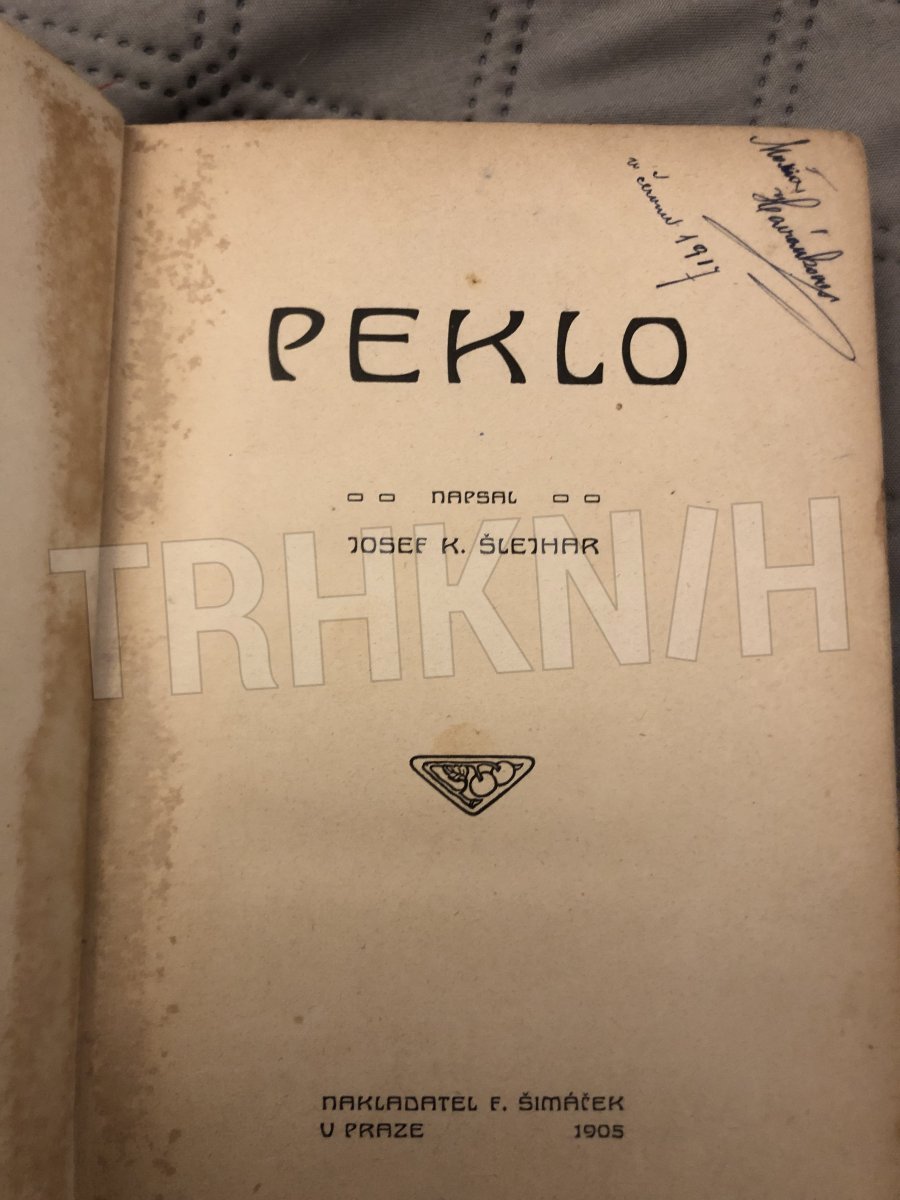 v červnu 1917
PEKLO
NAPSAL
JOSEF K. ŠLEJHAR
TRHKNIH
NAKLADATEL F. ŠIMÁČEK
V PRAZE 1905